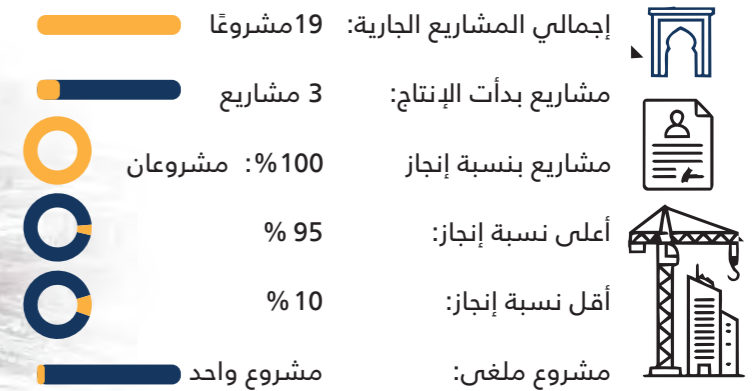 إجمالي المشاريع الجارية: 19مشروعًا
مشاريع بدأت الإنتاج: 3 مشاريع
مشاريع بنسبة إنجاز 100%: مشروعان
أعلى نسبة إنجاز: 95 %
أقل نسبة إنجاز: 10 %
مشروع ملغى: مشروع واحد